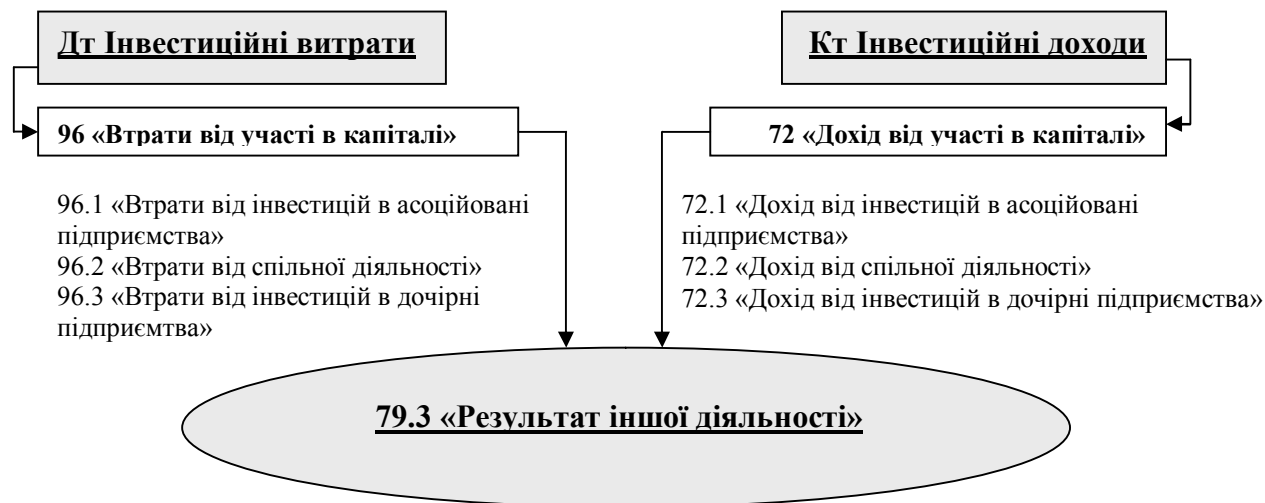 Дт Інвестиційні витрати
Кт Інвестиційні доходи
96 «Втрати від участі в капіталі»
72 «Дохід від участі в капіталі»
96.1 «Втрати від інвестицій в асоційовані
підприємства»
96.2 «Втрати від спільної діяльності»
96.3 «Втрати від інвестицій в дочірні
підприємтва»
72.1 «Дохід від інвестицій в асоційовані
підприємства»
72.2 «Дохід від спільної діяльності»
72.3 «Дохід від інвестицій в дочірні підприємства»
79.3 «Результат іншої діяльності»